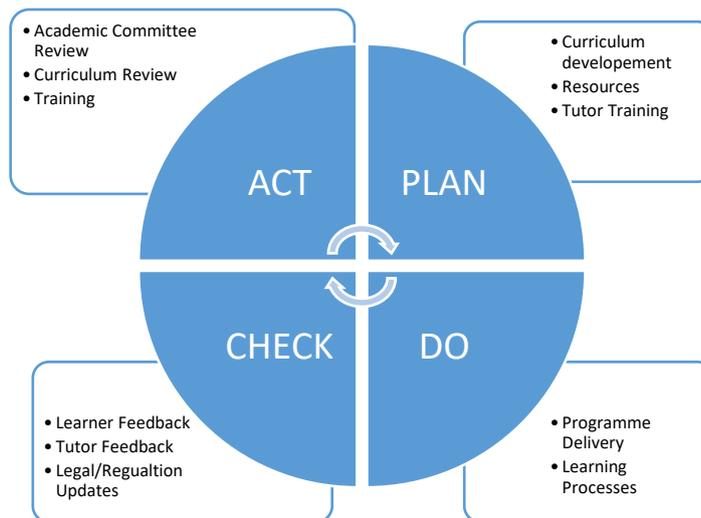 • Academic Committee
Review
• Curriculum Review
• Training
• Curriculum
developement
• Resources
• Tutor Training
ACT
PLAN
CHECK
DO
• Learner Feedback
• Tutor Feedback
• Legal/Regualtion
Updates
• Programme
Delivery
• Learning
Processes